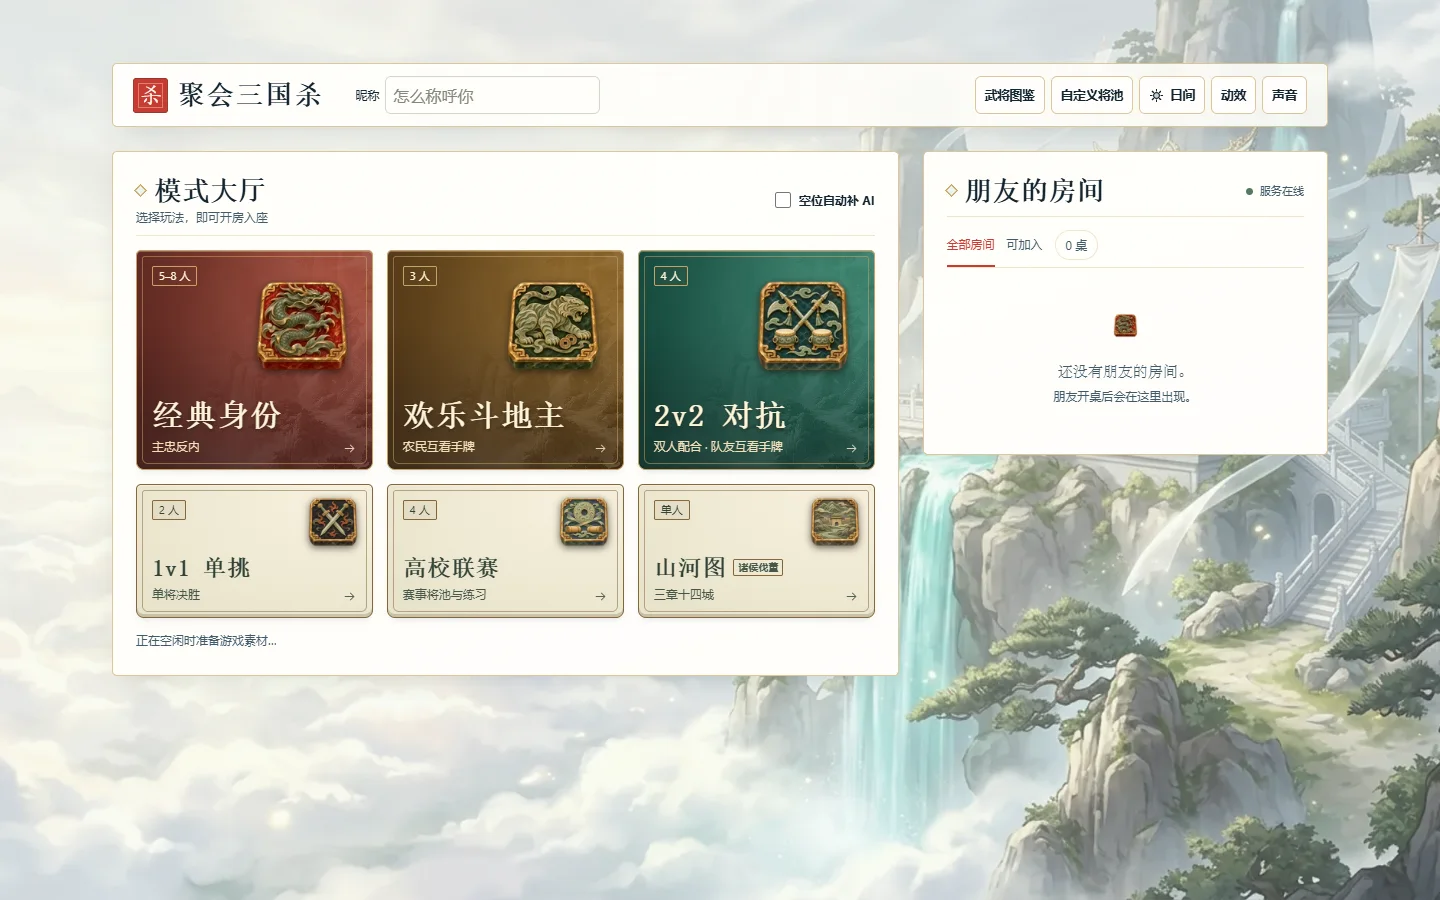 杀 聚会三国杀 昵称 怎么称呼你 武将图鉴 自定义将池 日间 动效 声音
模式大厅
选择玩法，即可开房入座
空位自动补 AI
5–8 人
经典身份
主忠反内 →
3 人
欢乐斗地主
农民互看手牌 →
4 人
2v2 对抗
双人配合 · 队友互看手牌 →
2 人
1v1 单挑
单将决胜 →
4 人
高校联赛
赛事将池与练习 →
单人
山河图 诸侯伐董
三章十四城 →
正在空闲时准备游戏素材...
朋友的房间 服务在线
全部房间 可加入 0 桌
还没有朋友的房间。
朋友开桌后会在这里出现。